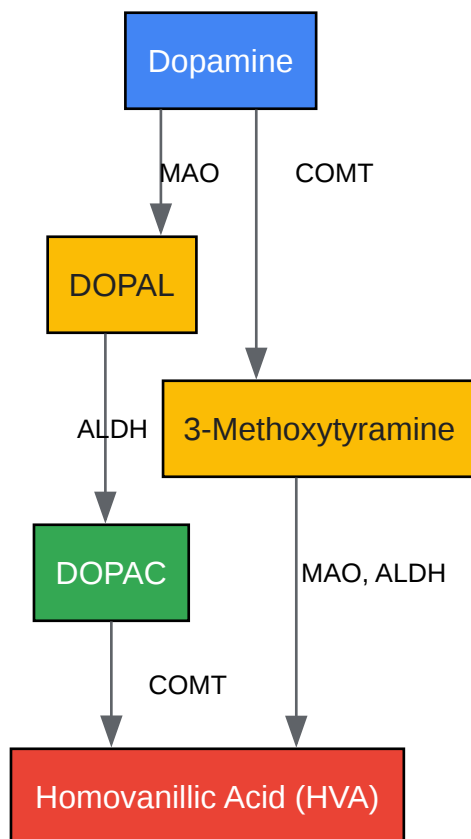 Dopamine
MAO
COMT
DOPAL
3-Methoxytyramine
ALDH
DOPAC
MAO, ALDH
COMT
Homovanillic Acid (HVA)